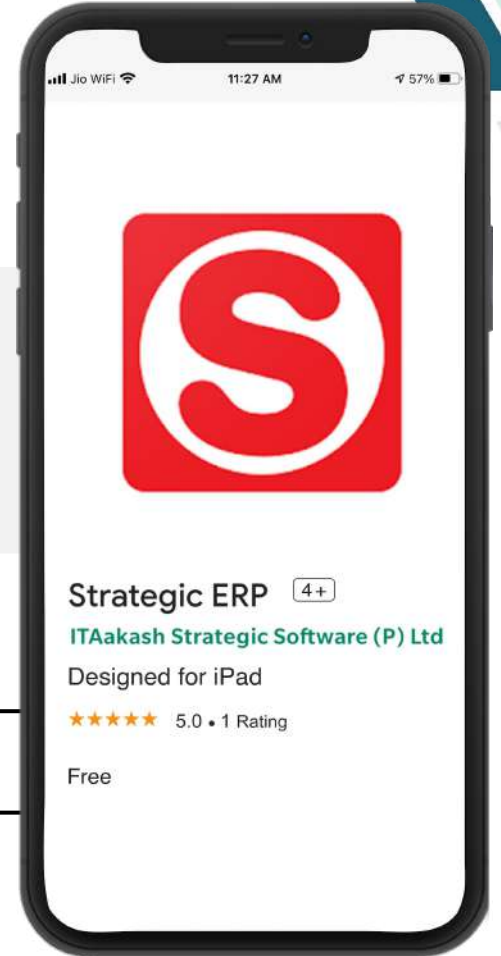 Jio WiFi 11:27 AM 57%
S
Strategic ERP 4+
ITAakash Strategic Software (P) Ltd
Designed for iPad
★★★★★ 5.0 • 1 Rating
Free